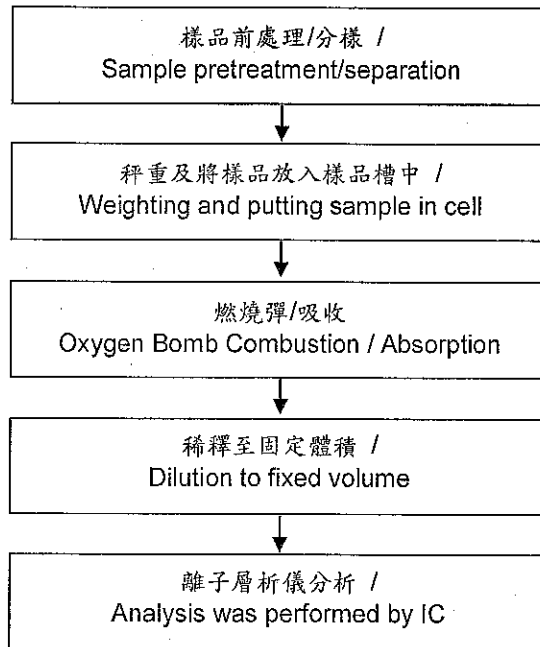 樣品前處理/分樣 /
Sample pretreatment/separation
秤重及將樣品放入樣品槽中 /
Weighting and putting sample in cell
燃燒彈/吸收
Oxygen Bomb Combustion / Absorption
稀釋至固定體積 /
Dilution to fixed volume
離子層析儀分析 /
Analysis was performed by IC